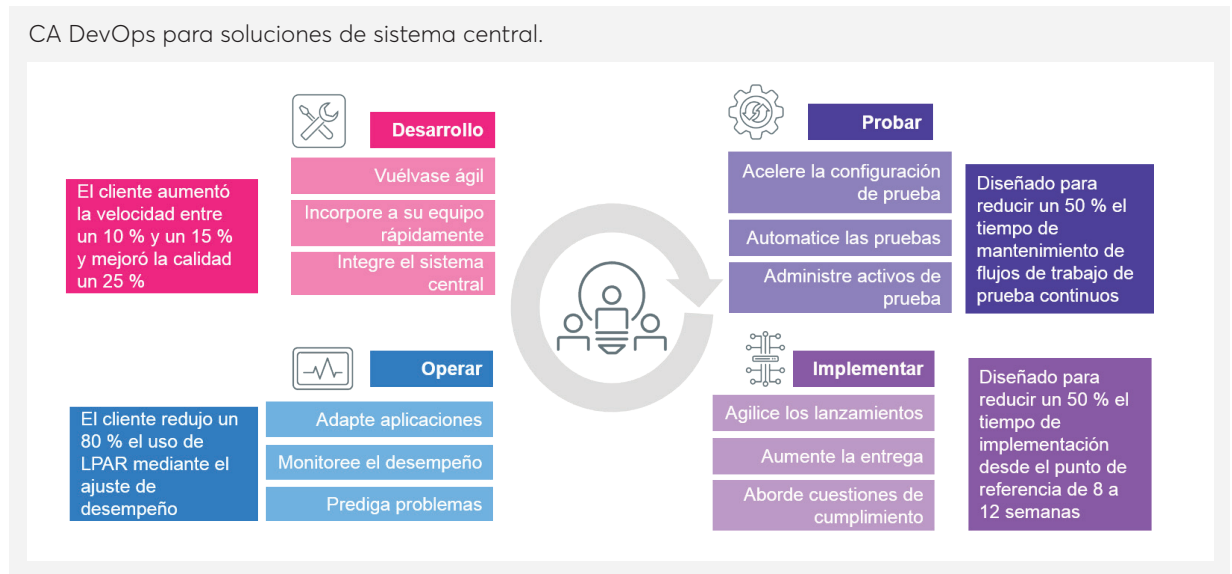 CA DevOps para soluciones de sistema central.
Desarrollo
Vuélvase ágil
Incorpore a su equipo
rápidamente
Integre el sistema
central
El cliente aumentó
la velocidad entre
un 10 % y un 15 %
y mejoró la calidad
un 25 %
Probar
Acelere la configuración
de prueba
Automatice las pruebas
Administre activos de
prueba
Diseñado para
reducir un 50 % el
tiempo de
mantenimiento de
flujos de trabajo de
prueba continuos
Operar
Adapte aplicaciones
Monitoree el desempeño
Prediga problemas
El cliente redujo un
80 % el uso de
LPAR mediante el
ajuste de
desempeño
Implementar
Agilice los lanzamientos
Aumente la entrega
Aborde cuestiones de
cumplimiento
Diseñado para
reducir un 50 % el
tiempo de
implementación
desde el punto de
referencia de 8 a
12 semanas